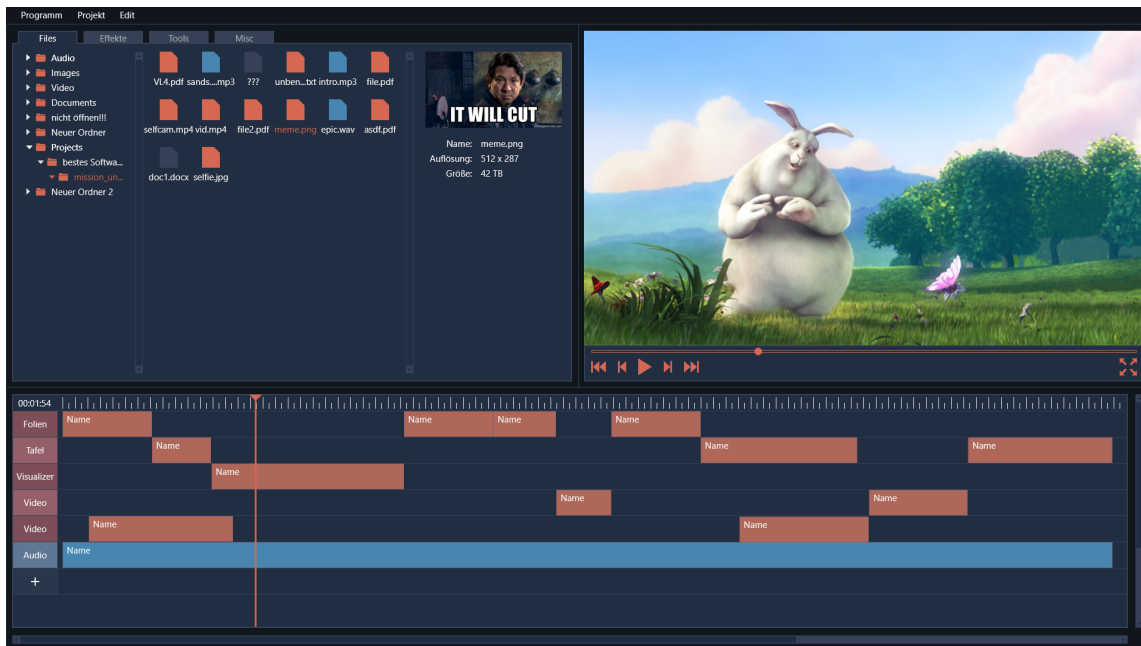 Programm Projekt Edit
Files Effekte Tools Misc
Audio
Images
Video
Documents
nicht öffnen!!!
Neuer Ordner
Projects
bestes Softwa...
mission_un...
Neuer Ordner 2
VL4.pdf sands....mp3 ??? unben...txt intro.mp3 file.pdf
selfcam.mp4 vid.mp4 file2.pdf meme.png epic.wav asdf.pdf
doc1.docx selfie.jpg
IT WILL CUT
Name: meme.png
Auflösung: 512 x 287
Größe: 42 TB
00:01:54
Folien Name Name Name Name
Tafel Name Name Name
Visualizer Name
Video Name Name
Video Name Name
Audio Name
+